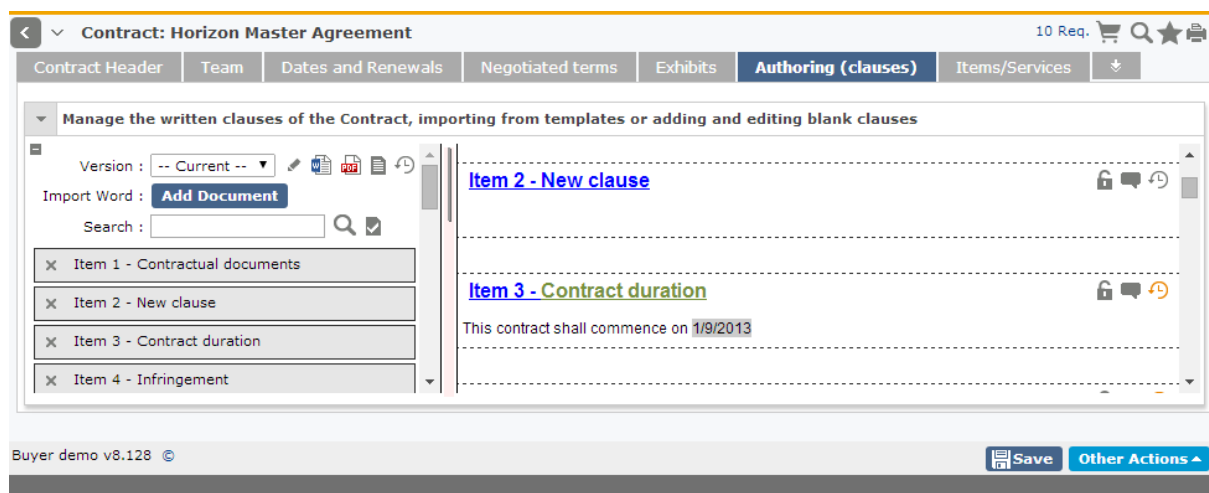 Contract: Horizon Master Agreement 10 Req.
Contract Header Team Dates and Renewals Negotiated terms Exhibits Authoring (clauses) Items/Services
Manage the written clauses of the Contract, importing from templates or adding and editing blank clauses
Version : -- Current --
Import Word : Add Document
Search :
Item 1 - Contractual documents
Item 2 - New clause
Item 3 - Contract duration
Item 4 - Infringement
Item 2 - New clause
Item 3 - Contract duration
This contract shall commence on 1/9/2013
Buyer demo v8.128 © Save Other Actions